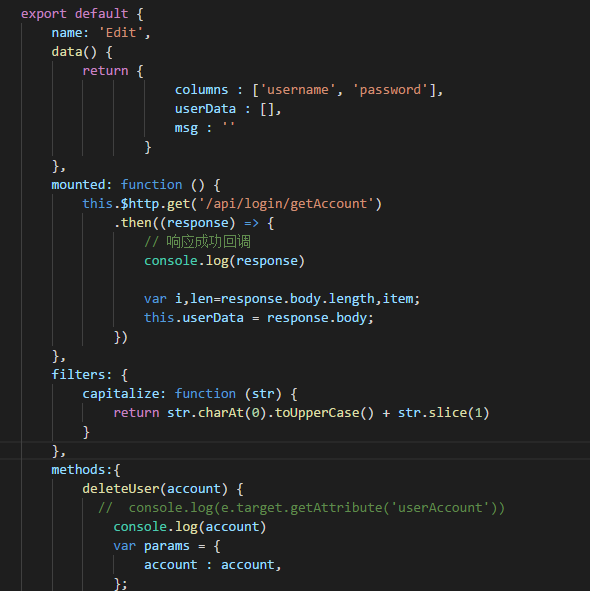 export default {
    name: 'Edit',
    data() {
        return {
                    columns : ['username', 'password'],
                    userData : [],
                    msg : ''
                }
    },
    mounted: function () {
        this.$http.get('/api/login/getAccount')
            .then((response) => {
                // 响应成功回调
                console.log(response)

                var i,len=response.body.length,item;
                this.userData = response.body;
            })
    },
    filters: {
        capitalize: function (str) {
            return str.charAt(0).toUpperCase() + str.slice(1)
        }
    },
    methods:{
        deleteUser(account) {
          //  console.log(e.target.getAttribute('userAccount'))
            console.log(account)
            var params = {
                account : account,
            };